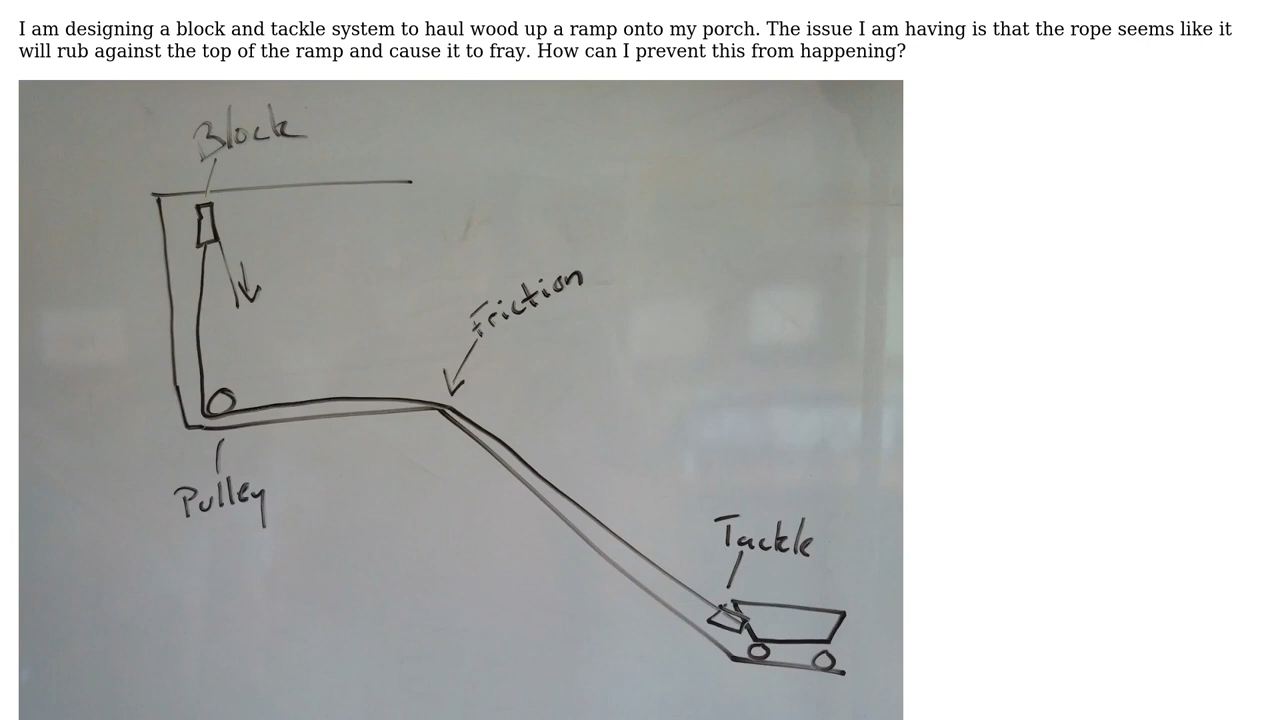 I am designing a block and tackle system to haul wood up a ramp onto my porch. The issue I am having is that the rope seems like it
will rub against the top of the ramp and cause it to fray. How can I prevent this from happening?
Block
Friction
Pulley
Tackle